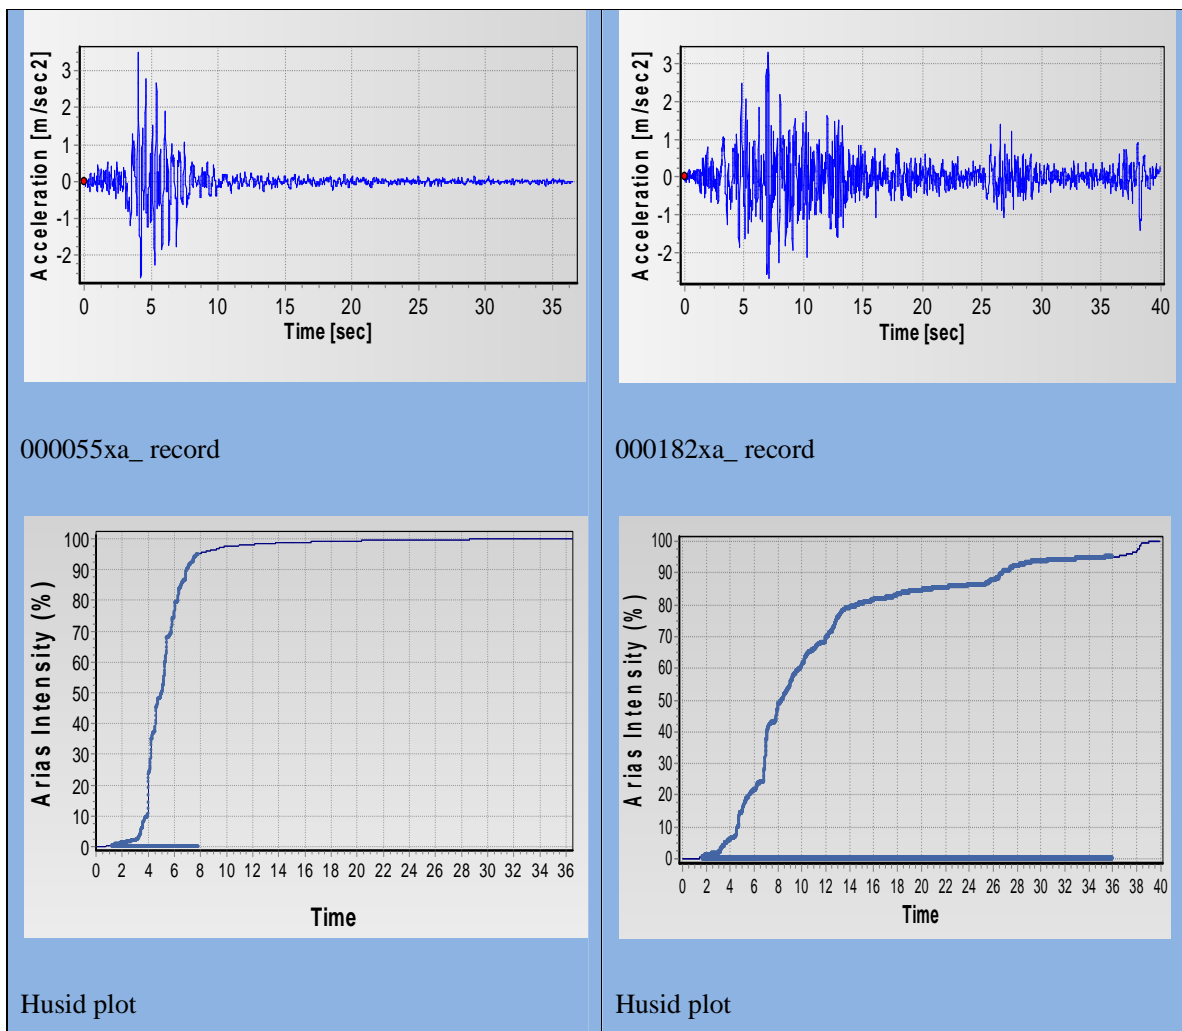 Acceleration [m/sec2]
3
2
1
0
-1
-2
0 5 10 15 20 25 30 35
Time [sec]
Acceleration [m/sec2]
3
2
1
0
-1
-2
0 5 10 15 20 25 30 35 40
Time [sec]
000055xa_ record
000182xa_ record
Arias Intensity (%)
100
90
80
70
60
50
40
30
20
10
0
0 2 4 6 8 10 12 14 16 18 20 22 24 26 28 30 32 34 36
Time
Arias Intensity (%)
100
90
80
70
60
50
40
30
20
10
0
0 2 4 6 8 10 12 14 16 18 20 22 24 26 28 30 32 34 36 38 40
Time
Husid plot
Husid plot